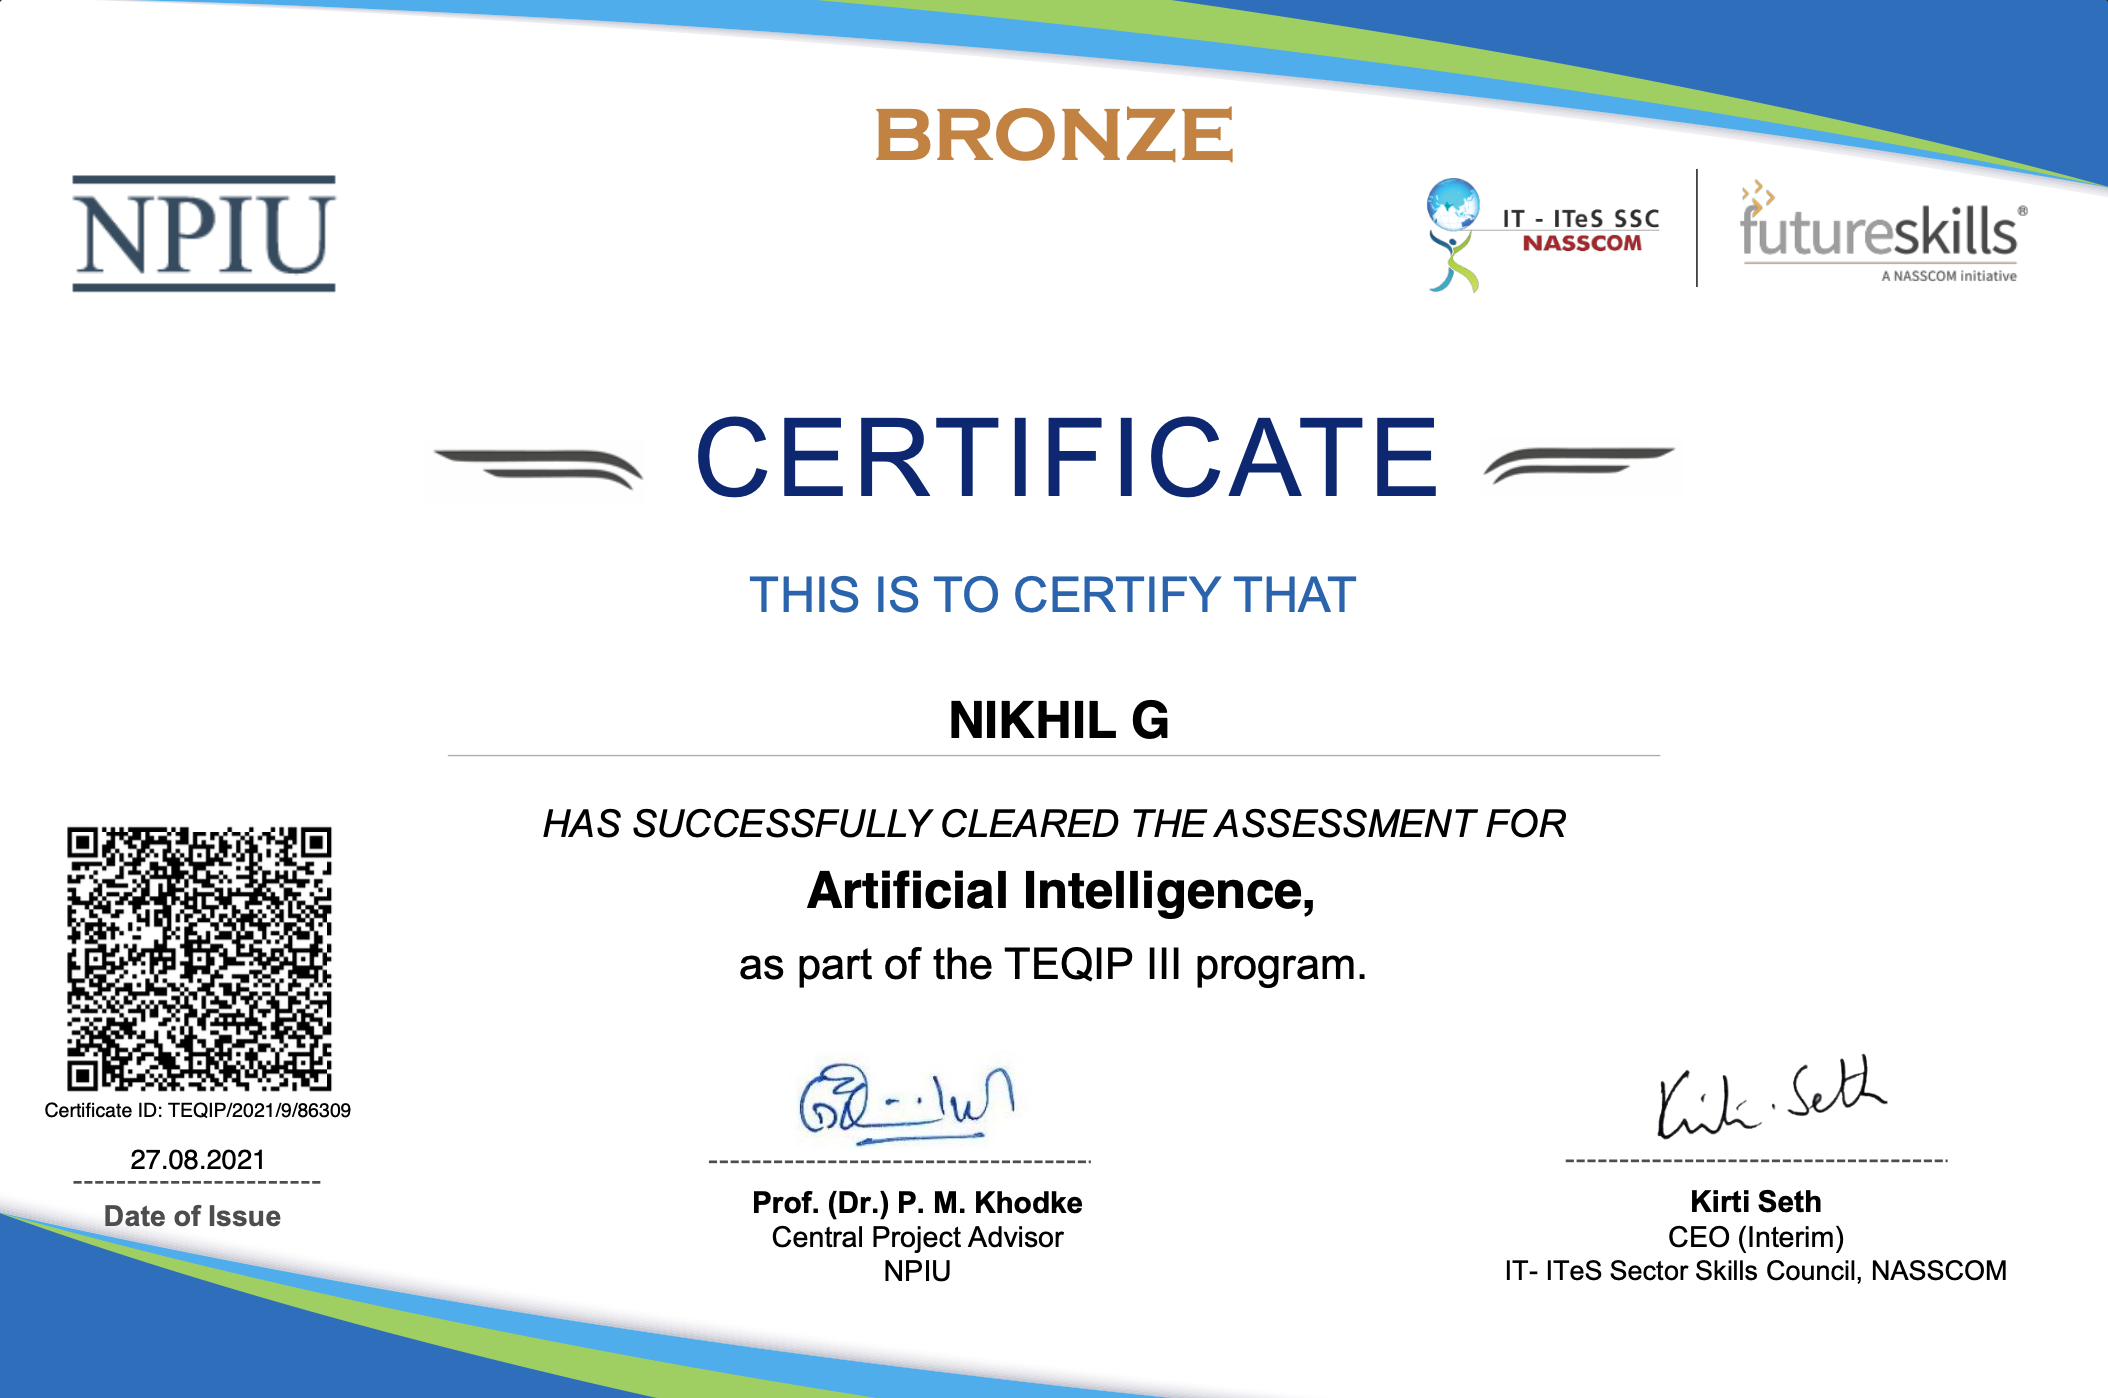 BRONZE
NPIU
IT - ITeS SSC
NASSCOM
futureskills®
A NASSCOM initiative
CERTIFICATE
THIS IS TO CERTIFY THAT
NIKHIL G
HAS SUCCESSFULLY CLEARED THE ASSESSMENT FOR
Artificial Intelligence,
as part of the TEQIP III program.
Certificate ID: TEQIP/2021/9/86309
27.08.2021
Date of Issue
Prof. (Dr.) P. M. Khodke
Central Project Advisor
NPIU
Kirti Seth
Kirti Seth
CEO (Interim)
IT- ITeS Sector Skills Council, NASSCOM